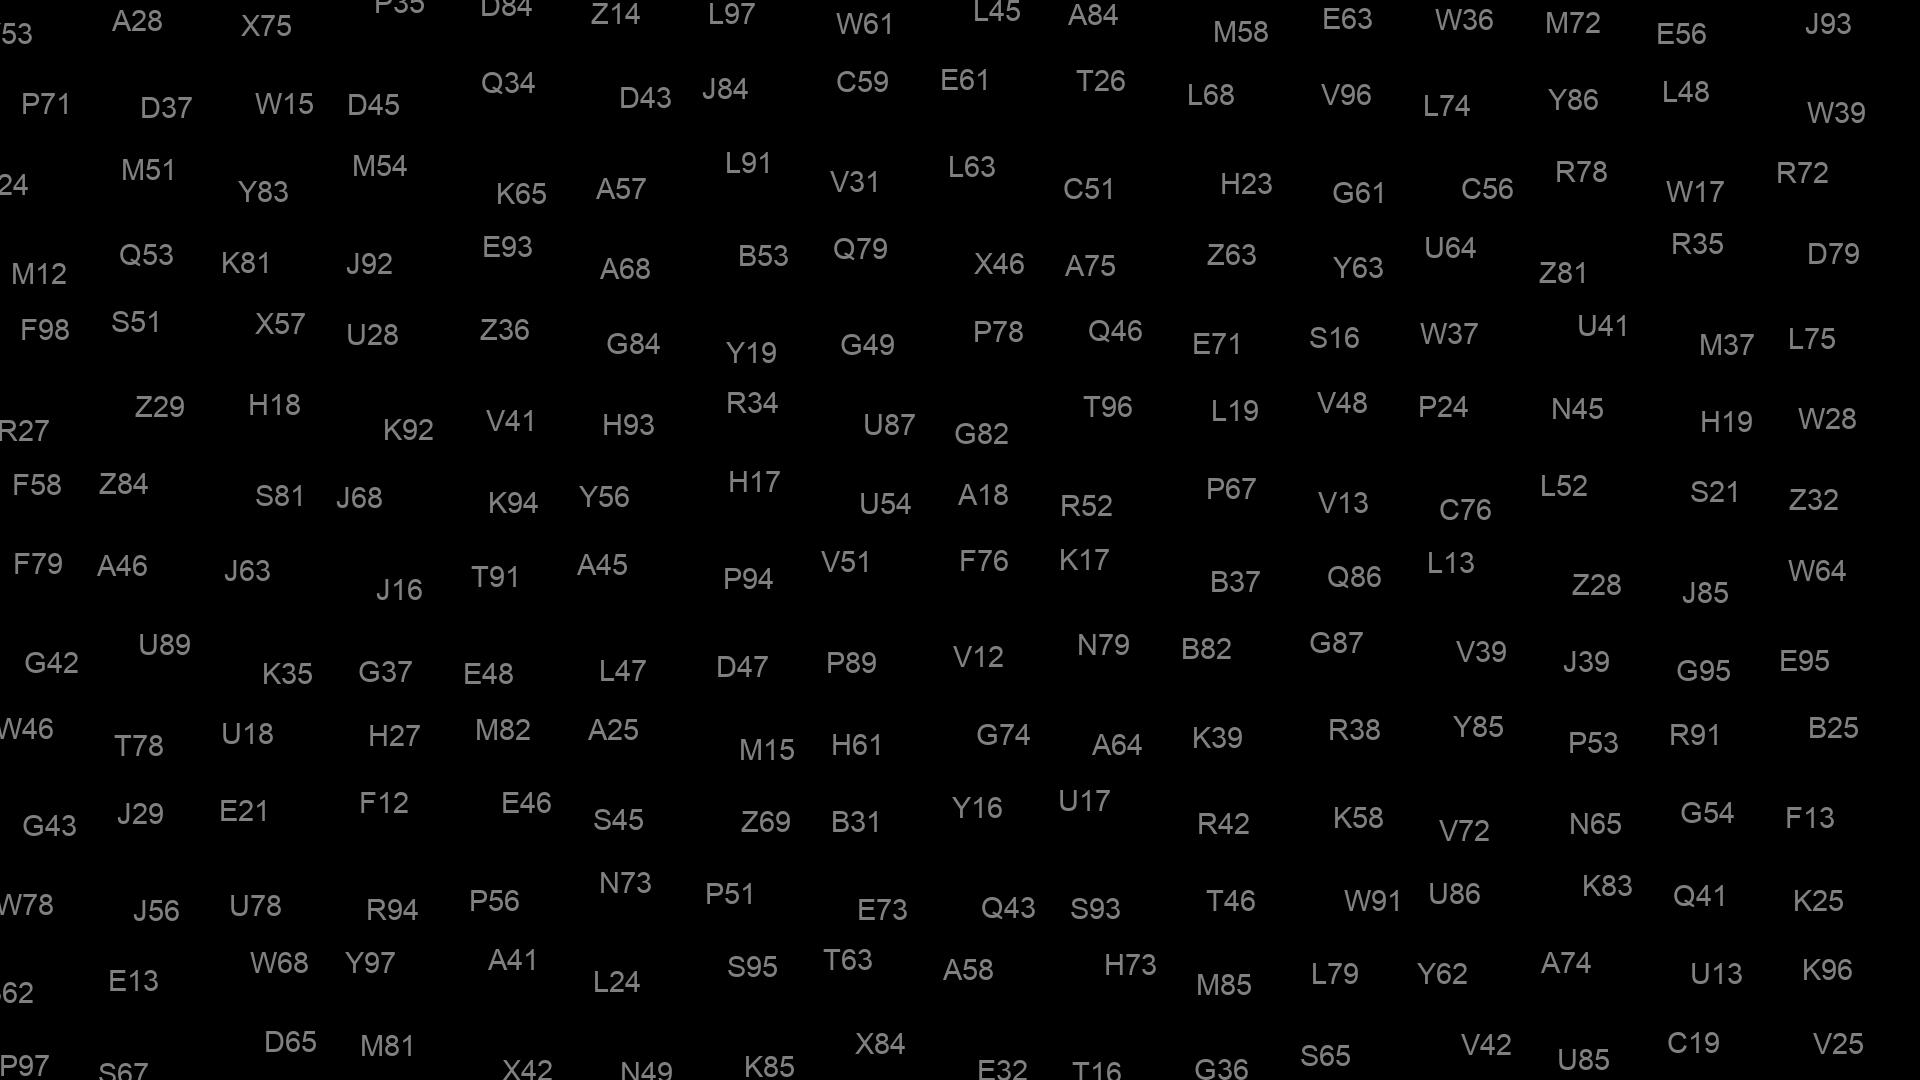 53 A28 X75 P35 D84 Z14 L97 W61 L45 A84 M58 E63 W36 M72 E56 J93
P71 D37 W15 D45 Q34 D43 J84 C59 E61 T26 L68 V96 L74 Y86 L48 W39
24 M51 Y83 M54 K65 A57 L91 V31 L63 C51 H23 G61 C56 R78 W17 R72
M12 Q53 K81 J92 E93 A68 B53 Q79 X46 A75 Z63 Y63 U64 Z81 R35 D79
F98 S51 X57 U28 Z36 G84 Y19 G49 P78 Q46 E71 S16 W37 U41 M37 L75
R27 Z29 H18 K92 V41 H93 R34 U87 G82 T96 L19 V48 P24 N45 H19 W28
F58 Z84 S81 J68 K94 Y56 H17 U54 A18 R52 P67 V13 C76 L52 S21 Z32
F79 A46 J63 J16 T91 A45 P94 V51 F76 K17 B37 Q86 L13 Z28 J85 W64
G42 U89 K35 G37 E48 L47 D47 P89 V12 N79 B82 G87 V39 J39 G95 E95
W46 T78 U18 H27 M82 A25 M15 H61 G74 A64 K39 R38 Y85 P53 R91 B25
G43 J29 E21 F12 E46 S45 Z69 B31 Y16 U17 R42 K58 V72 N65 G54 F13
W78 J56 U78 R94 P56 N73 P51 E73 Q43 S93 T46 W91 U86 K83 Q41 K25
62 E13 W68 Y97 A41 L24 S95 T63 A58 H73 M85 L79 Y62 A74 U13 K96
P97 S67 D65 M81 X42 N49 K85 X84 E32 T16 G36 S65 V42 U85 C19 V25